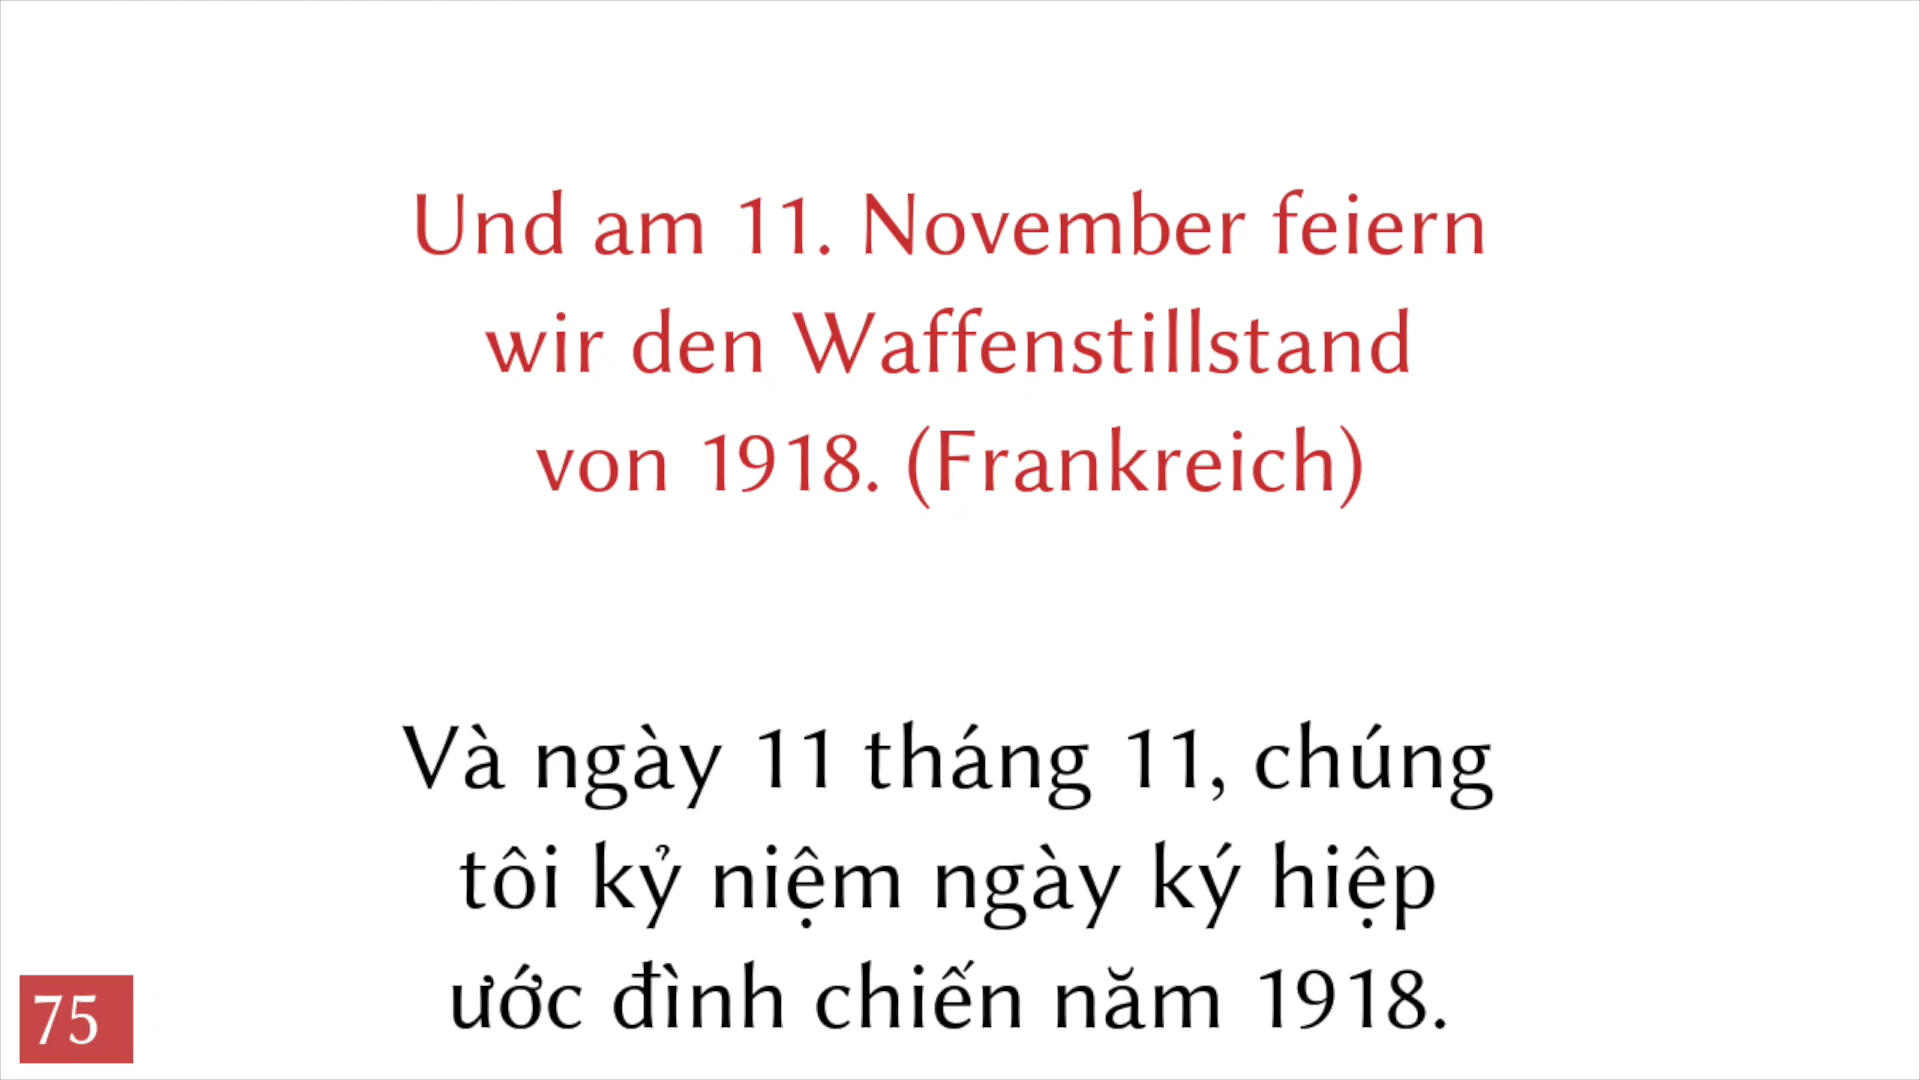 Und am 11. November feiern
wir den Waffenstillstand
von 1918. (Frankreich)
Và ngày 11 tháng 11, chúng
tôi kỷ niệm ngày ký hiệp
ước đình chiến năm 1918.
75